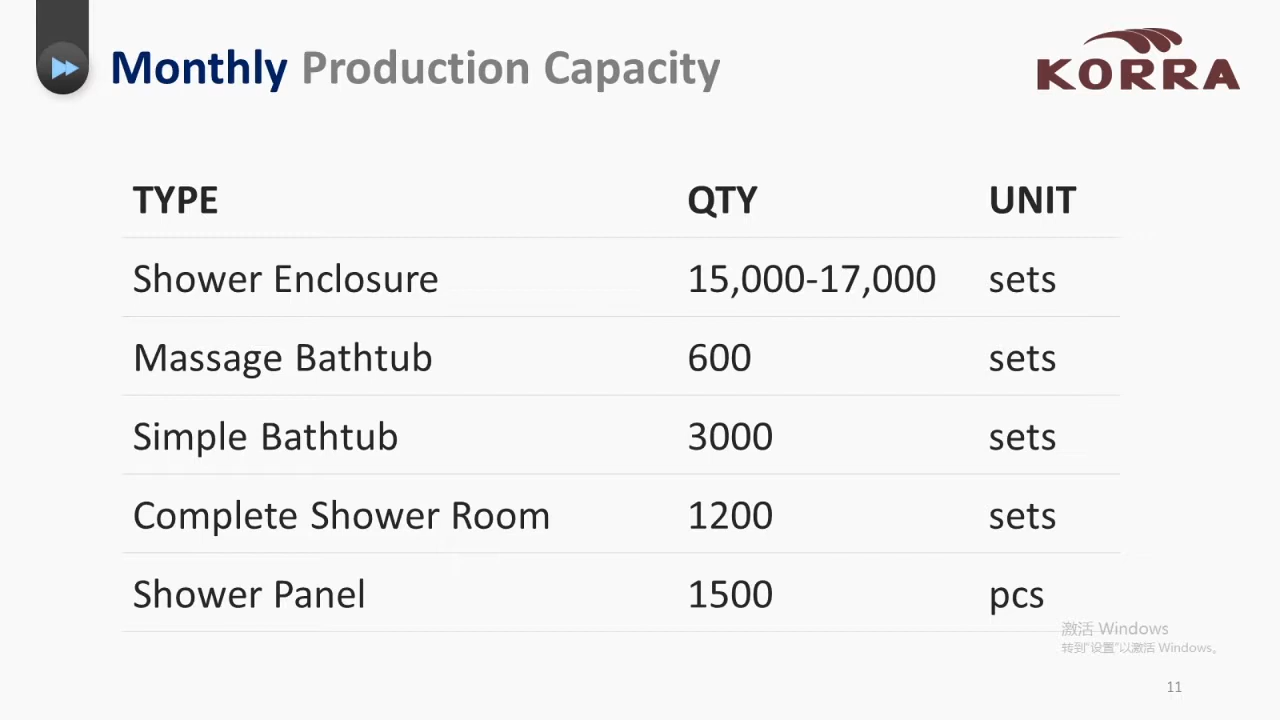 Monthly Production Capacity
KORRA
TYPE QTY UNIT
Shower Enclosure 15,000-17,000 sets
Massage Bathtub 600 sets
Simple Bathtub 3000 sets
Complete Shower Room 1200 sets
Shower Panel 1500 pcs
激活 Windows
转到“设置”以激活 Windows。
11